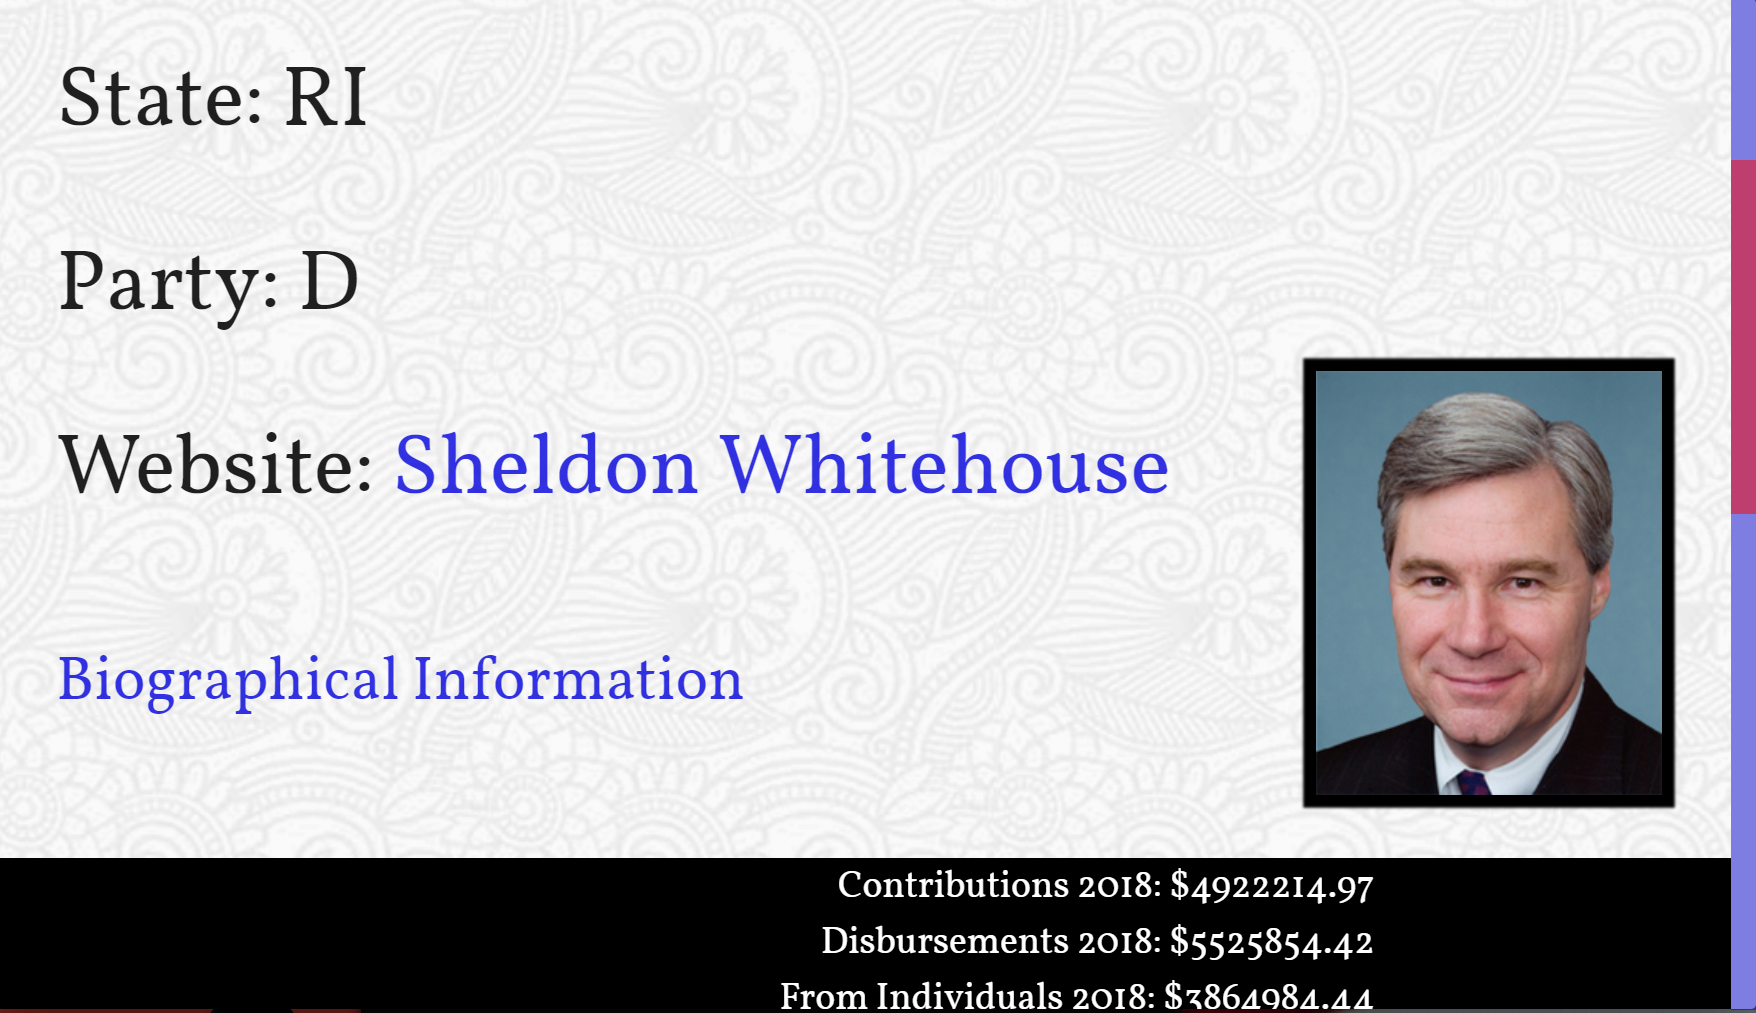 State: RI
Party: D
Website: Sheldon Whitehouse
Biographical Information
Contributions 2018: $4922214.97
Disbursements 2018: $5525854.42
From Individuals 2018: $3864984.44